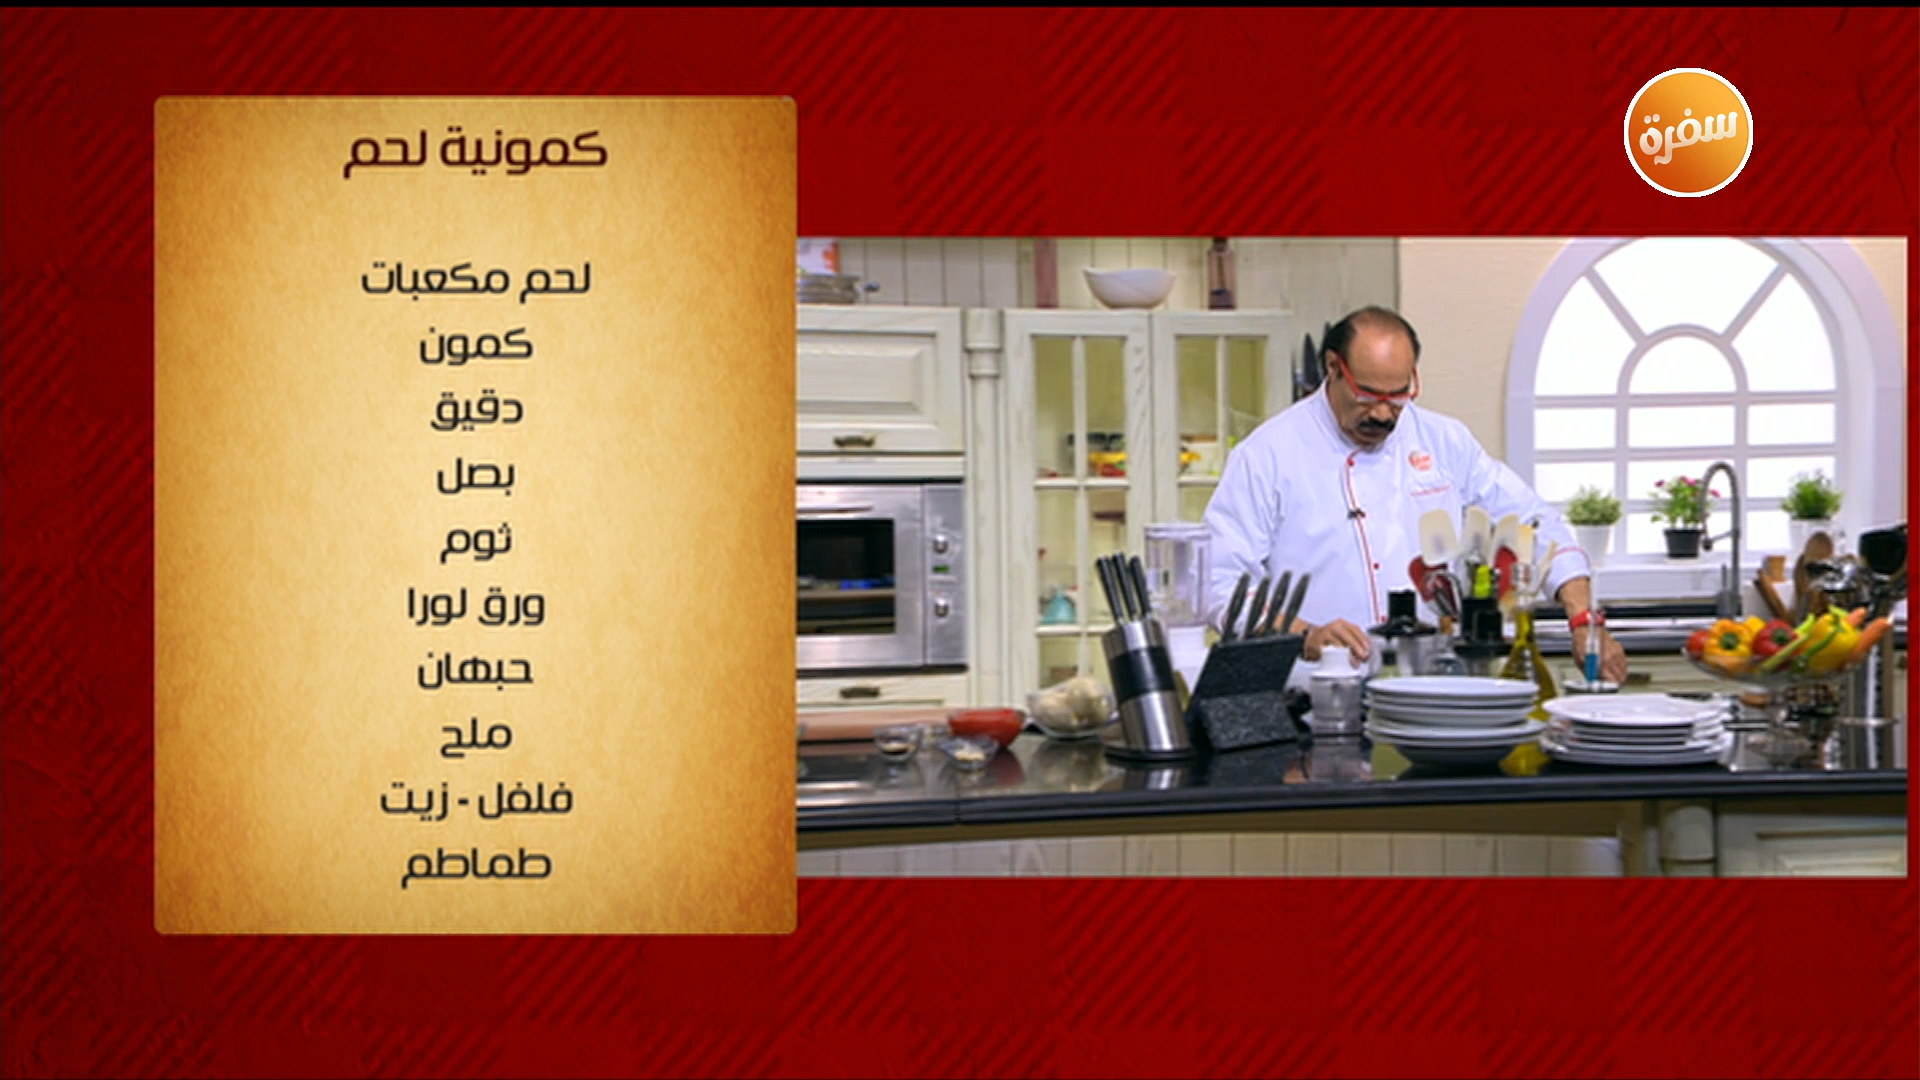 سفرة
كمونية لحم
لحم مكعبات
كمون
دقيق
بصل
ثوم
ورق لورا
حبهان
ملح
فلفل - زيت
طماطم